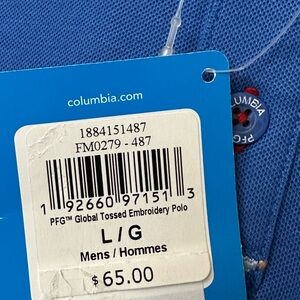 columbia.com
1884151487
FM0279 - 487
1 92660 97151 3
PFG™ Global Tossed Embroidery Polo
L / G
Mens / Hommes
$ 65.00
COLUMBIA
PFG